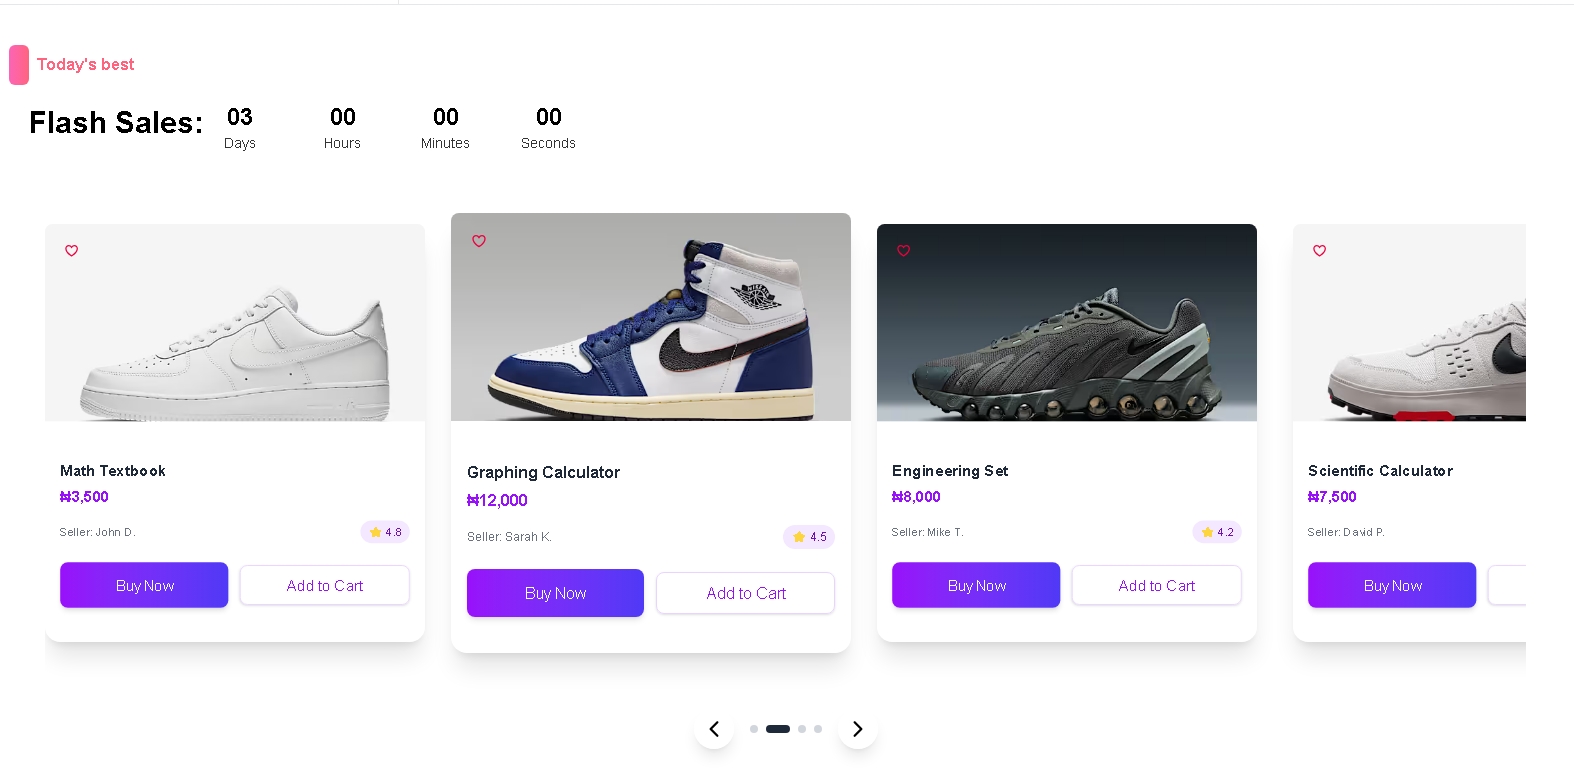 Today's best
Flash Sales:
03 00 00 00
Days Hours Minutes Seconds
Math Textbook
₦3,500
Seller: John D.
4.8
Buy Now
Add to Cart
Graphing Calculator
₦12,000
Seller: Sarah K.
4.5
Buy Now
Add to Cart
Engineering Set
₦8,000
Seller: Mike T.
4.2
Buy Now
Add to Cart
Scientific Calculator
₦7,500
Seller: David P.
Buy Now